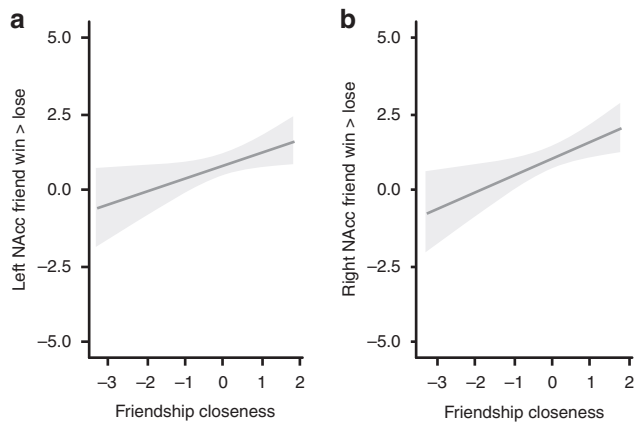 a
5.0
2.5
0.0
−2.5
−5.0
Left NAcc friend win > lose
−3 −2 −1 0 1 2
Friendship closeness
b
5.0
2.5
0.0
−2.5
−5.0
Right NAcc friend win > lose
−3 −2 −1 0 1 2
Friendship closeness